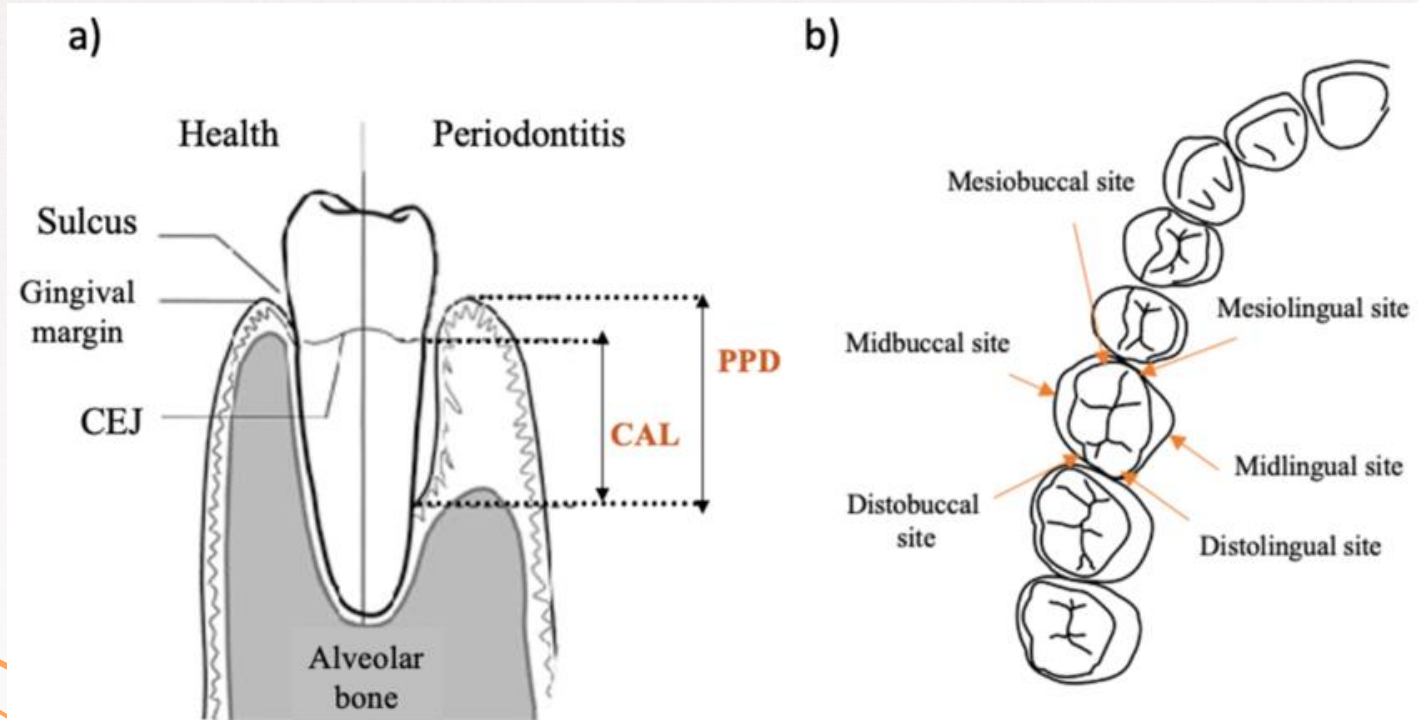 a)
Health
Periodontitis
Sulcus
Gingival
margin
CEJ
PPD
CAL
Alveolar
bone
b)
Mesiobuccal site
Mesiolingual site
Midbuccal site
Midlingual site
Distobuccal
site
Distolingual site